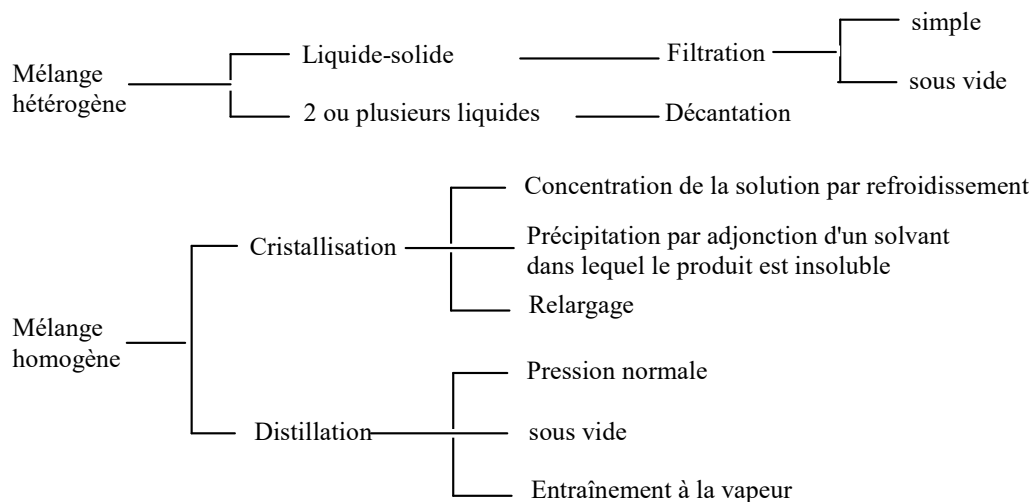 simple
Liquide-solide
Filtration
Mélange
hétérogène
sous vide
2 ou plusieurs liquides
Décantation
Concentration de la solution par refroidissement
Cristallisation
Précipitation par adjonction d'un solvant
dans lequel le produit est insoluble
Relargage
Mélange
homogène
Pression normale
Distillation
sous vide
Entraînement à la vapeur